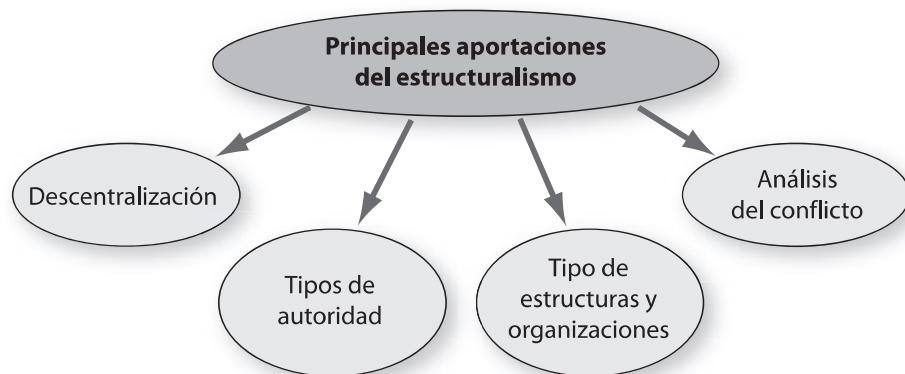 Principales aportaciones
del estructuralismo
Descentralización
Tipos de
autoridad
Tipo de
estructuras y
organizaciones
Análisis
del conflicto